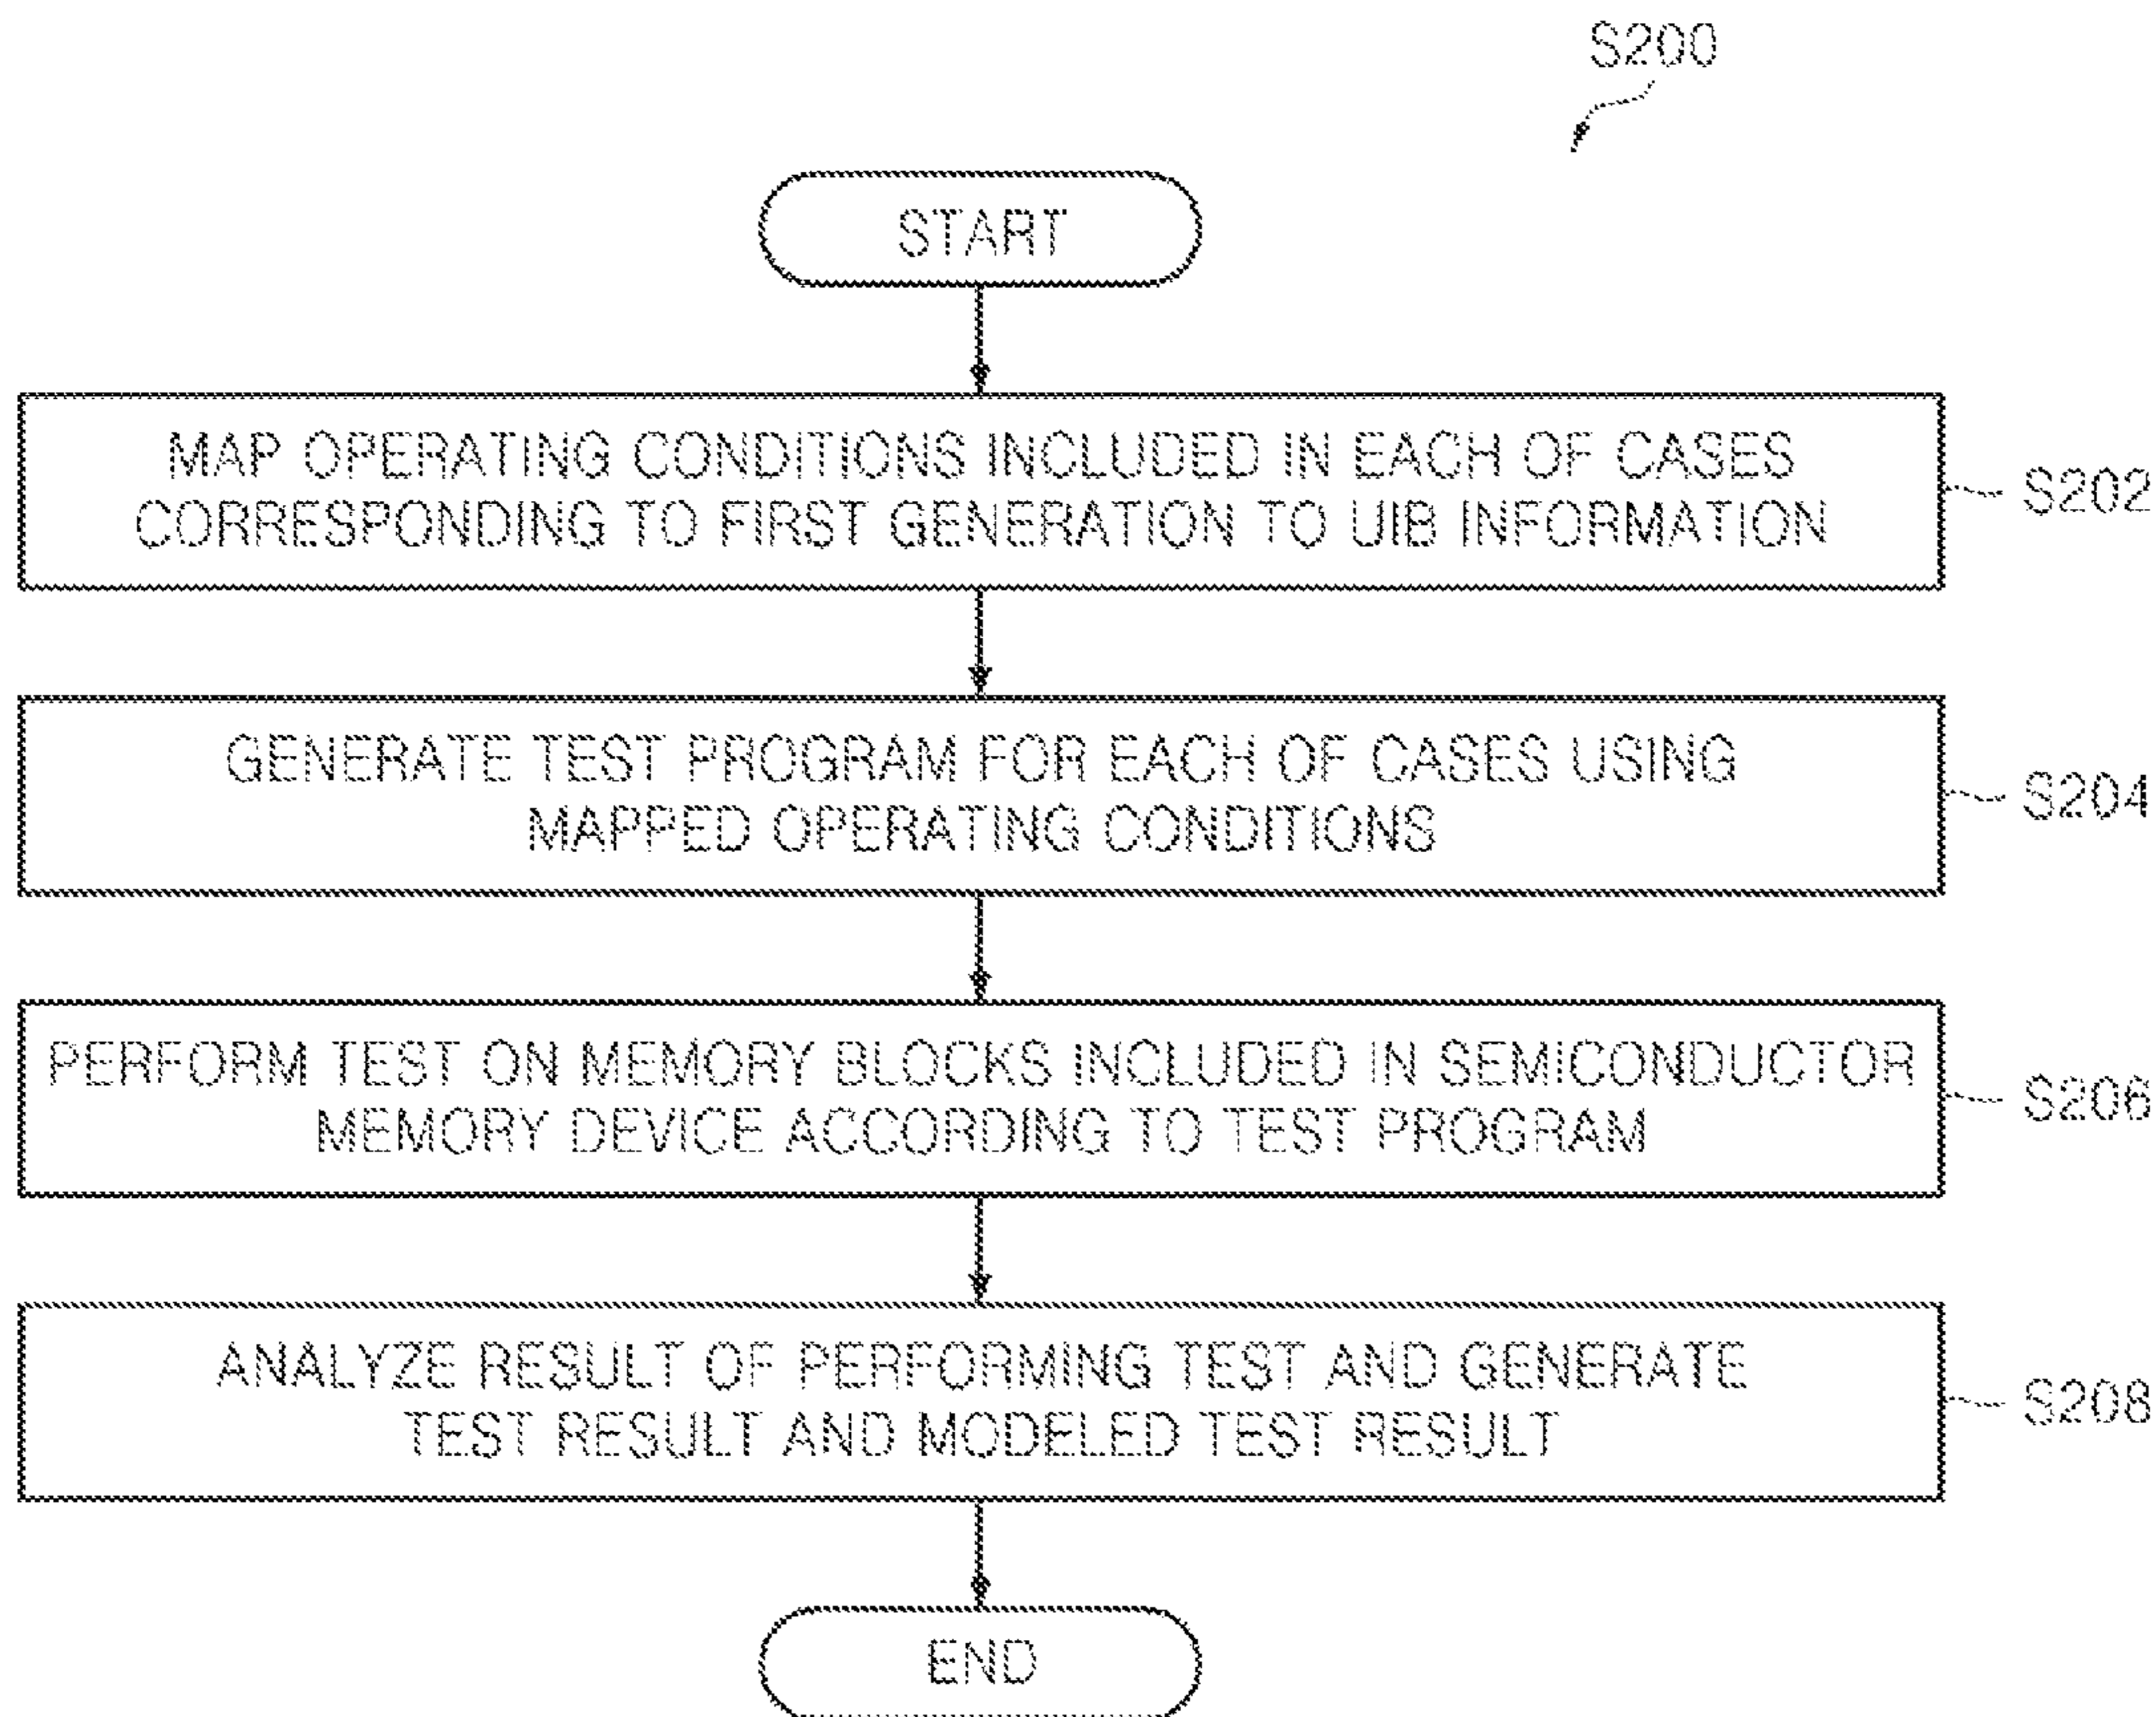 S200
START
MAP OPERATING CONDITIONS INCLUDED IN EACH OF CASES
CORRESPONDING TO FIRST GENERATION TO UIB INFORMATION
S202
GENERATE TEST PROGRAM FOR EACH OF CASES USING
MAPPED OPERATING CONDITIONS
S204
PERFORM TEST ON MEMORY BLOCKS INCLUDED IN SEMICONDUCTOR
MEMORY DEVICE ACCORDING TO TEST PROGRAM
S206
ANALYZE RESULT OF PERFORMING TEST AND GENERATE
TEST RESULT AND MODELED TEST RESULT
S208
END